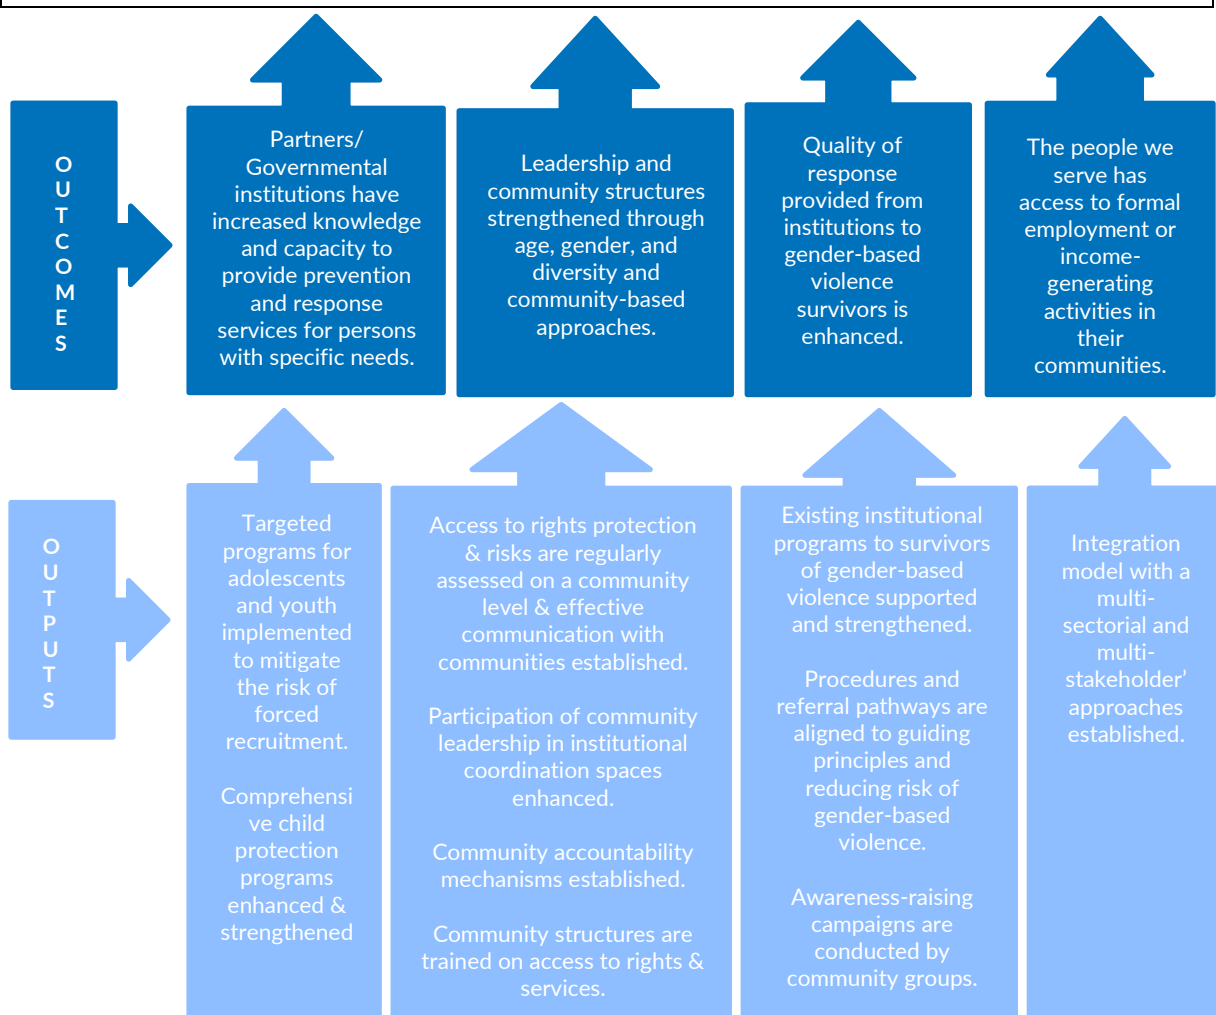 O
U
T
C
O
M
E
S
Partners/
Governmental
institutions have
increased knowledge
and capacity to
provide prevention
and response
services for persons
with specific needs.
Leadership and
community structures
strengthened through
age, gender, and
diversity and
community-based
approaches.
Quality of
response
provided from
institutions to
gender-based
violence
survivors is
enhanced.
The people we
serve has
access to formal
employment or
income-
generating
activities in
their
communities.
O
U
T
P
U
T
S
Targeted
programs for
adolescents
and youth
implemented
to mitigate
the risk of
forced
recruitment.
Comprehensi
ve child
protection
programs
enhanced &
strengthened
Access to rights protection
& risks are regularly
assessed on a community
level & effective
communication with
communities established.
Participation of community
leadership in institutional
coordination spaces
enhanced.
Community accountability
mechanisms established.
Community structures are
trained on access to rights &
services.
Existing institutional
programs to survivors
of gender-based
violence supported
and strengthened.
Procedures and
referral pathways are
aligned to guiding
principles and
reducing risk of
gender-based
violence.
Awareness-raising
campaigns are
conducted by
community groups.
Integration
model with a
multi-
sectorial and
multi-
stakeholder’
approaches
established.